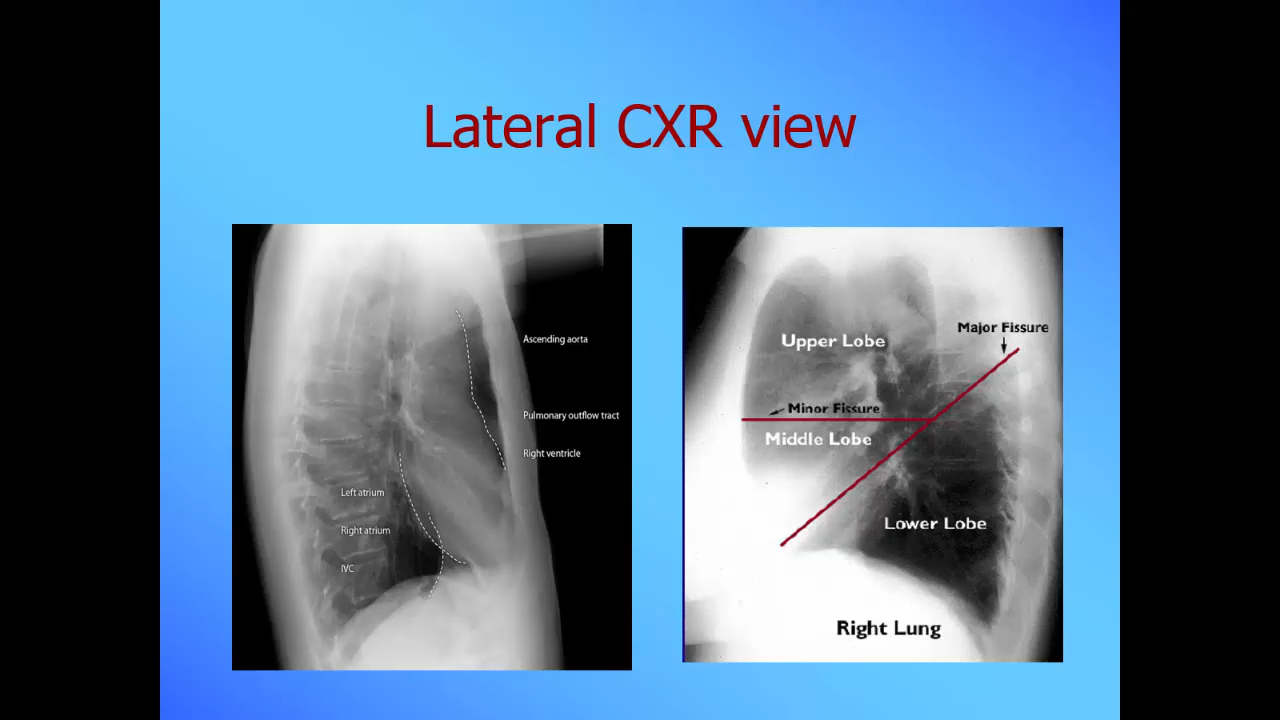 Lateral CXR view
Ascending aorta
Pulmonary outflow tract
Right ventricle
Left atrium
Right atrium
IVC
Major Fissure
Upper Lobe
Minor Fissure
Middle Lobe
Lower Lobe
Right Lung